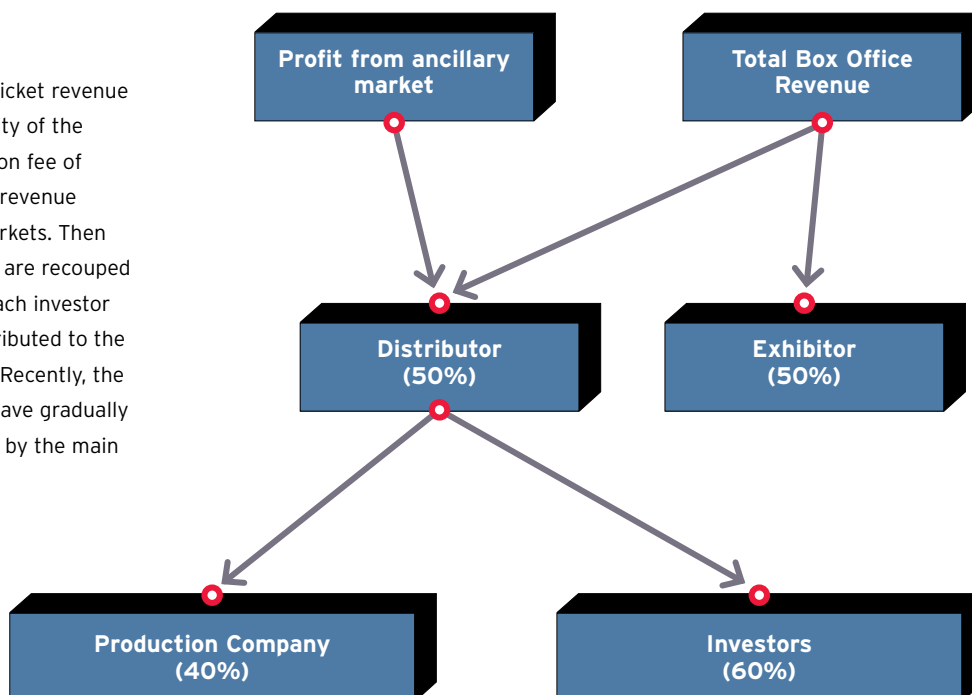 icket revenue
ty of the
on fee of
revenue
rkets. Then
are recouped
ach investor
ributed to the
Recently, the
ave gradually
by the main
Profit from ancillary
market
Total Box Office
Revenue
Distributor
(50%)
Exhibitor
(50%)
Production Company
(40%)
Investors
(60%)